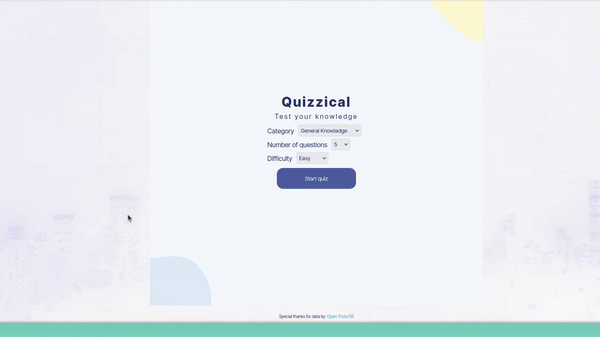 Quizzical
Test your knowledge
Category General Knowledge
Number of questions 5
Difficulty Easy
Start quiz
Special thanks for data by: Open Trivia DB